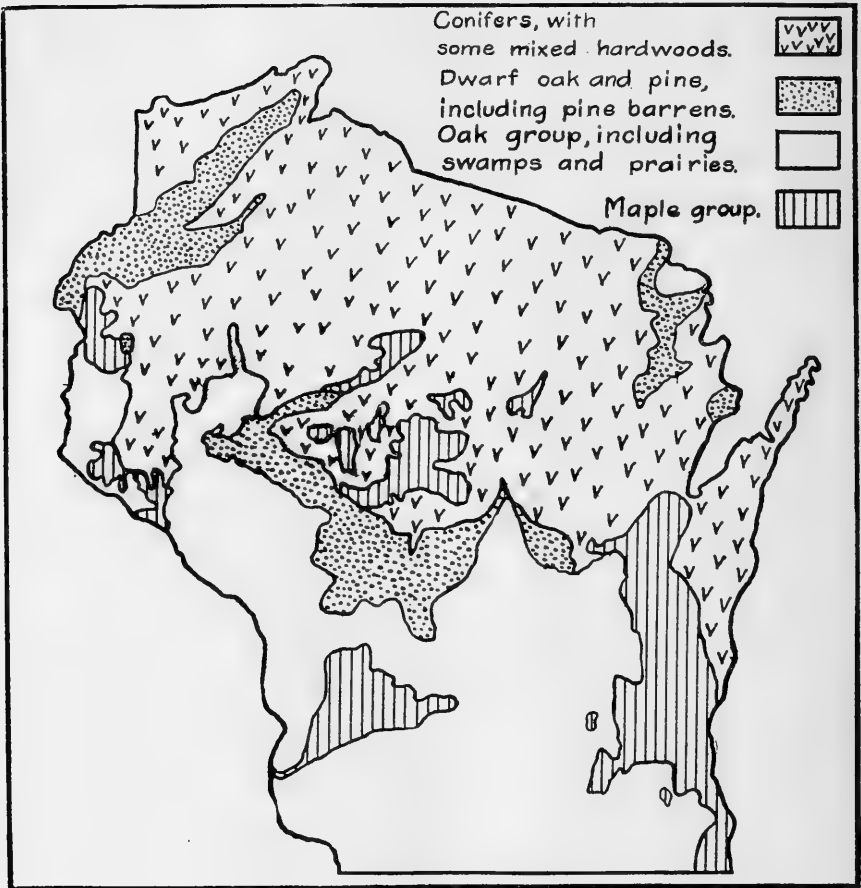 Conifers, with
some mixed hardwoods.
Dwarf oak and pine,
including pine barrens.
Oak group, including
swamps and prairies.
Maple group.